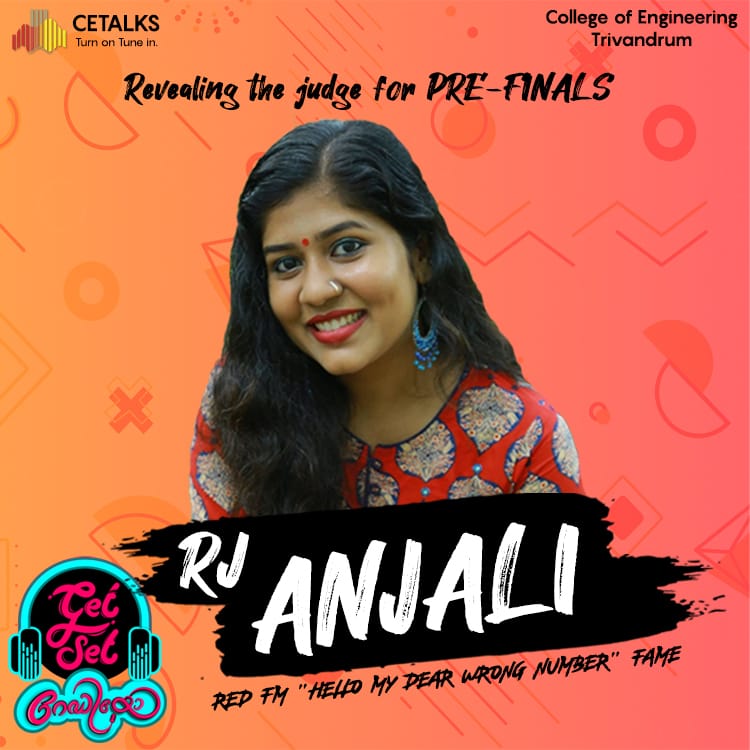 CETALKS
Turn on Tune in.
College of Engineering
Trivandrum
Revealing the judge for PRE-FINALS
RJ
ANJALI
RED FM "HELLO MY DEAR WRONG NUMBER" FAME
Get
Set
റേഡിയോ